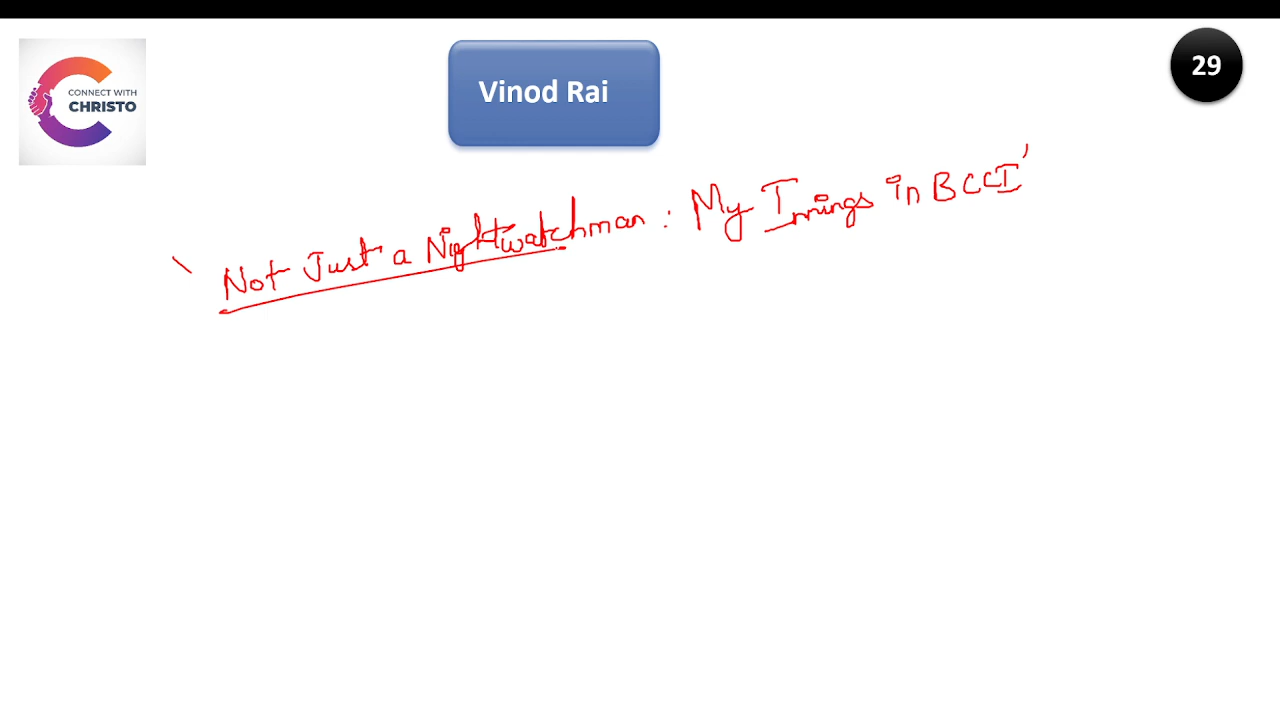 CONNECT WITH
CHRISTO
Vinod Rai
29
' Not Just a Nightwatchman : My Innings in BCCI '